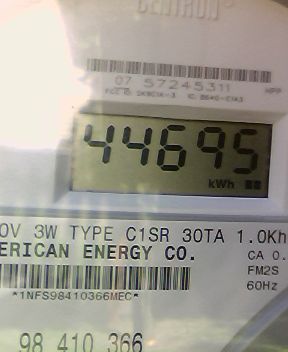 CENTRON®
07 57245311
44695
kWh
0V 3W TYPE C1SR 30TA 1.0Kh
ERICAN ENERGY CO.
CA 0.
FM2S
60Hz
*1NFS98410366MEC*
98 410 366